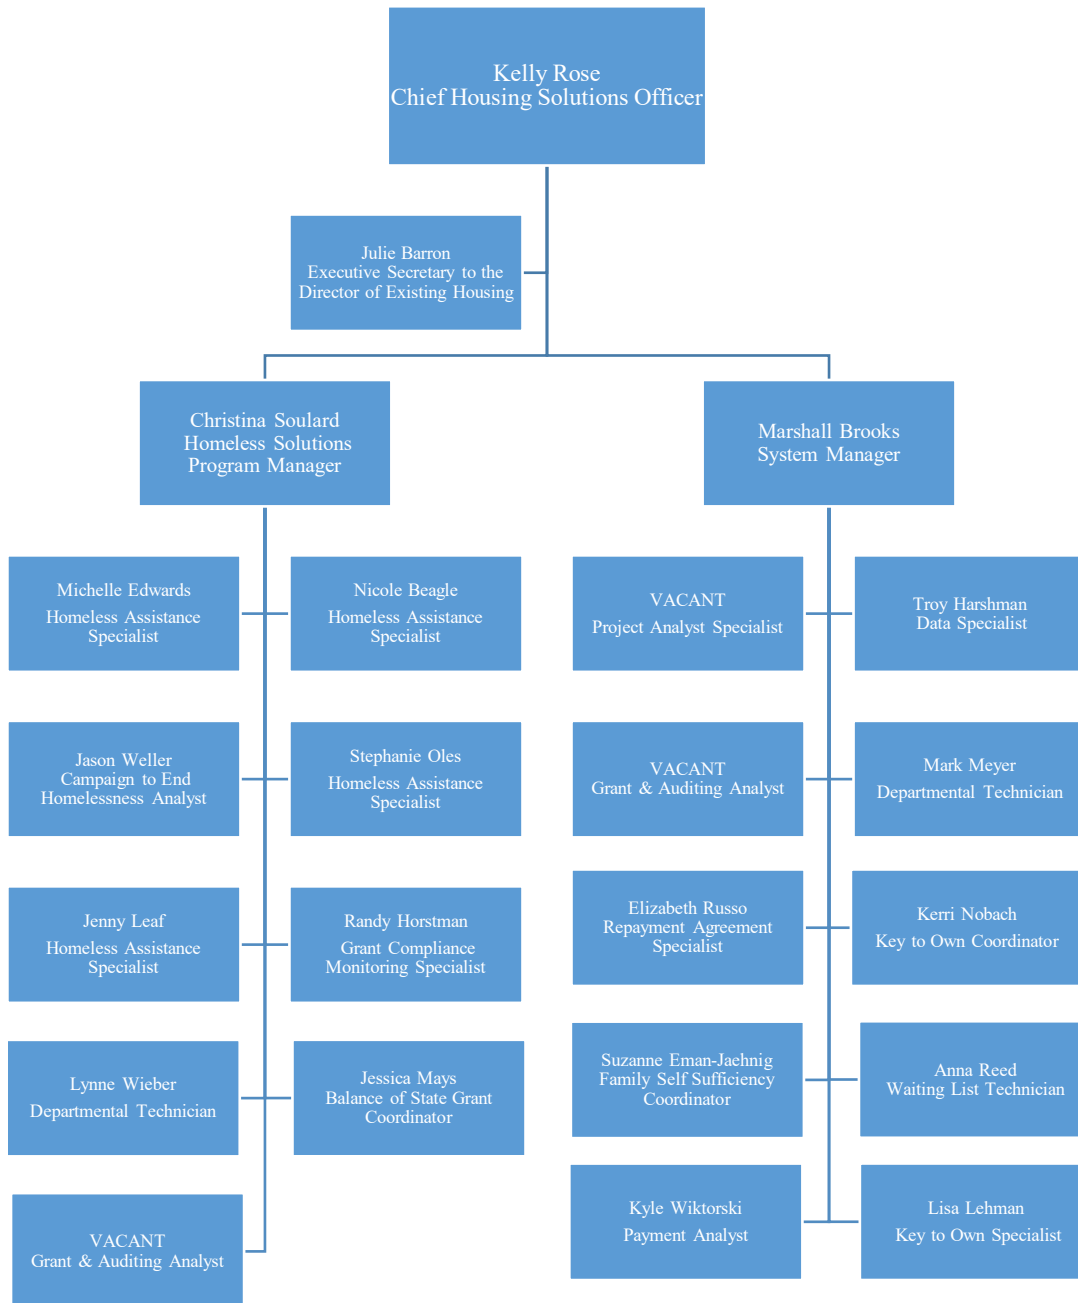 Kelly Rose
Chief Housing Solutions Officer
Julie Barron
Executive Secretary to the
Director of Existing Housing
Christina Soulard
Homeless Solutions
Program Manager
Marshall Brooks
System Manager
Michelle Edwards
Homeless Assistance
Specialist
Nicole Beagle
Homeless Assistance
Specialist
VACANT
Project Analyst Specialist
Troy Harshman
Data Specialist
Jason Weller
Campaign to End
Homelessness Analyst
Stephanie Oles
Homeless Assistance
Specialist
VACANT
Grant & Auditing Analyst
Mark Meyer
Departmental Technician
Jenny Leaf
Homeless Assistance
Specialist
Randy Horstman
Grant Compliance
Monitoring Specialist
Elizabeth Russo
Repayment Agreement
Specialist
Kerri Nobach
Key to Own Coordinator
Lynne Wieber
Departmental Technician
Jessica Mays
Balance of State Grant
Coordinator
Suzanne Eman-Jaehnig
Family Self Sufficiency
Coordinator
Anna Reed
Waiting List Technician
VACANT
Grant & Auditing Analyst
Kyle Wiktorski
Payment Analyst
Lisa Lehman
Key to Own Specialist